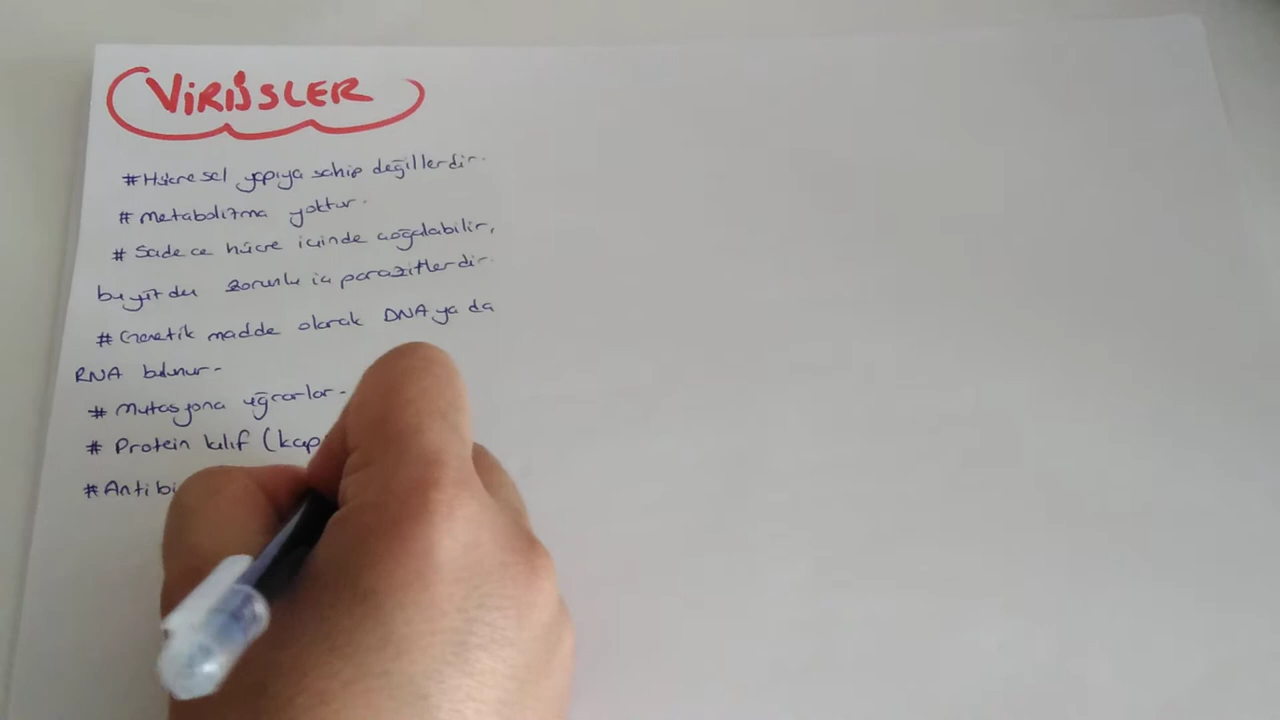 VİRÜSLER
# Hücresel yapıya sahip değillerdir.
# Metabolizma yoktur.
# Sadece hücre içinde çoğalabilir,
bu yüzden zorunlu iç parazitlerdir.
# Genetik madde olarak DNA ya da
RNA bulunur.
# Mutasyona uğrarlar.
# Protein kılıf (kap
# Antibi